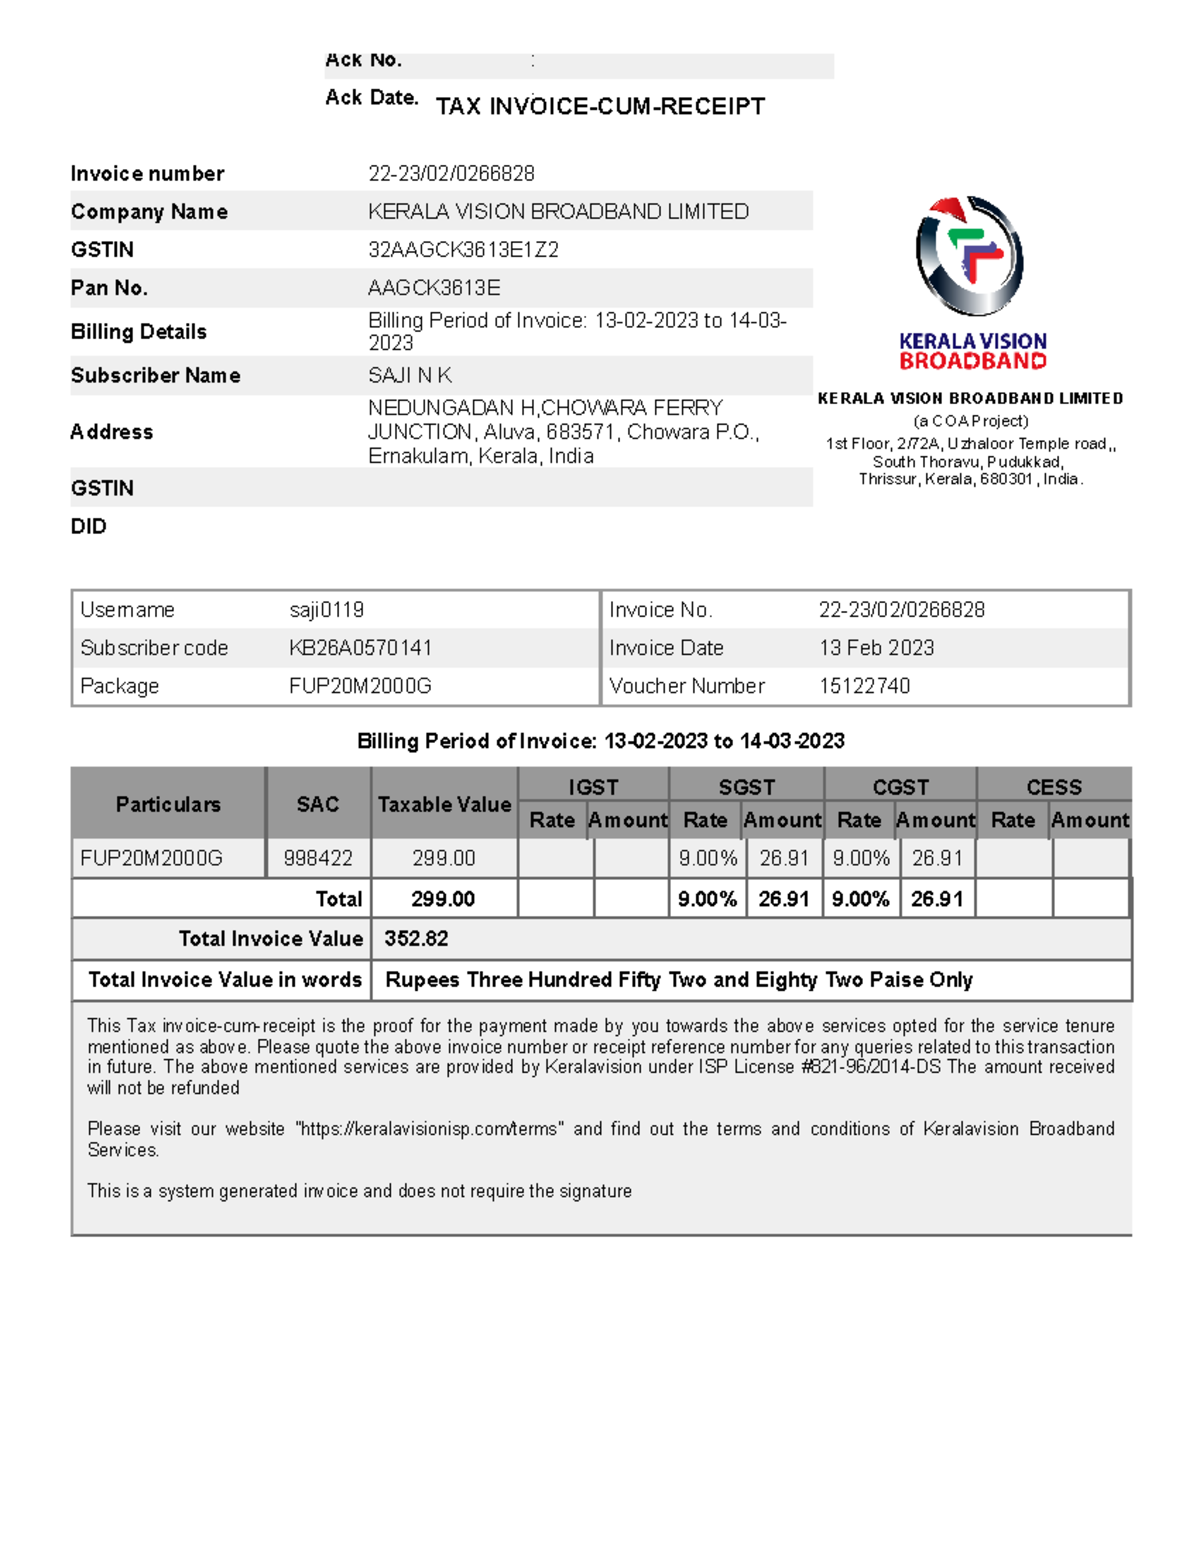 Ack No. :
Ack Date. :
TAX INVOICE-CUM-RECEIPT
Invoice number 22-23/02/0266828
Company Name KERALA VISION BROADBAND LIMITED
GSTIN 32AAGCK3613E1Z2
Pan No. AAGCK3613E
Billing Details Billing Period of Invoice: 13-02-2023 to 14-03-
2023
Subscriber Name SAJI N K
Address NEDUNGADAN H,CHOWARA FERRY
JUNCTION, Aluva, 683571, Chowara P.O.,
Ernakulam, Kerala, India
GSTIN
DID
KERALA VISION
BROADBAND
KERALA VISION BROADBAND LIMITED
(a COA Project)
1st Floor, 2/72A, Uzhaloor Temple road,,
South Thoravu, Pudukkad,
Thrissur, Kerala, 680301, India.
Username saji0119 Invoice No. 22-23/02/0266828
Subscriber code KB26A0570141 Invoice Date 13 Feb 2023
Package FUP20M2000G Voucher Number 15122740
Billing Period of Invoice: 13-02-2023 to 14-03-2023
Particulars SAC Taxable Value IGST SGST CGST CESS
Rate Amount Rate Amount Rate Amount Rate Amount
FUP20M2000G 998422 299.00 9.00% 26.91 9.00% 26.91
Total 299.00 9.00% 26.91 9.00% 26.91
Total Invoice Value 352.82
Total Invoice Value in words Rupees Three Hundred Fifty Two and Eighty Two Paise Only
This Tax invoice-cum-receipt is the proof for the payment made by you towards the above services opted for the service tenure
mentioned as above. Please quote the above invoice number or receipt reference number for any queries related to this transaction
in future. The above mentioned services are provided by Keralavision under ISP License #821-96/2014-DS The amount received
will not be refunded
Please visit our website "https://keralavisionisp.com/terms" and find out the terms and conditions of Keralavision Broadband
Services.
This is a system generated invoice and does not require the signature